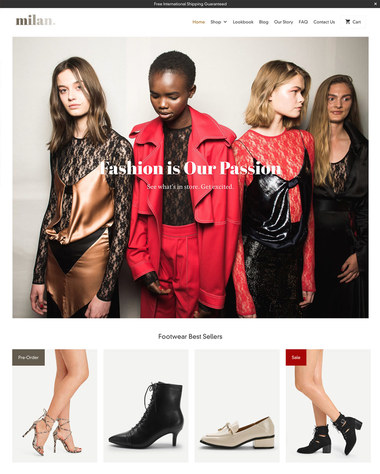 Free International Shipping Guaranteed ×
milan.
Home Shop Lookbook Blog Our Story FAQ Contact Us Cart
Fashion is Our Passion
See what's in store. Get excited.
Footwear Best Sellers
Pre-Order
Sale